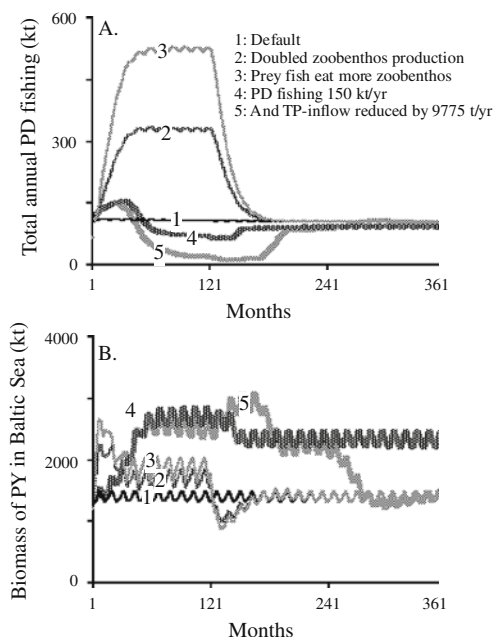 600
A.
3
1: Default
2: Doubled zoobenthos production
3: Prey fish eat more zoobenthos
4: PD fishing 150 kt/yr
5: And TP-inflow reduced by 9775 t/yr
Total annual PD fishing (kt)
300
2
1
4
5
0
1
121
241
361
Months
4000
B.
Biomass of PY in Baltic Sea (kt)
4
5
2000
3
2
1
0
1
121
241
361
Months